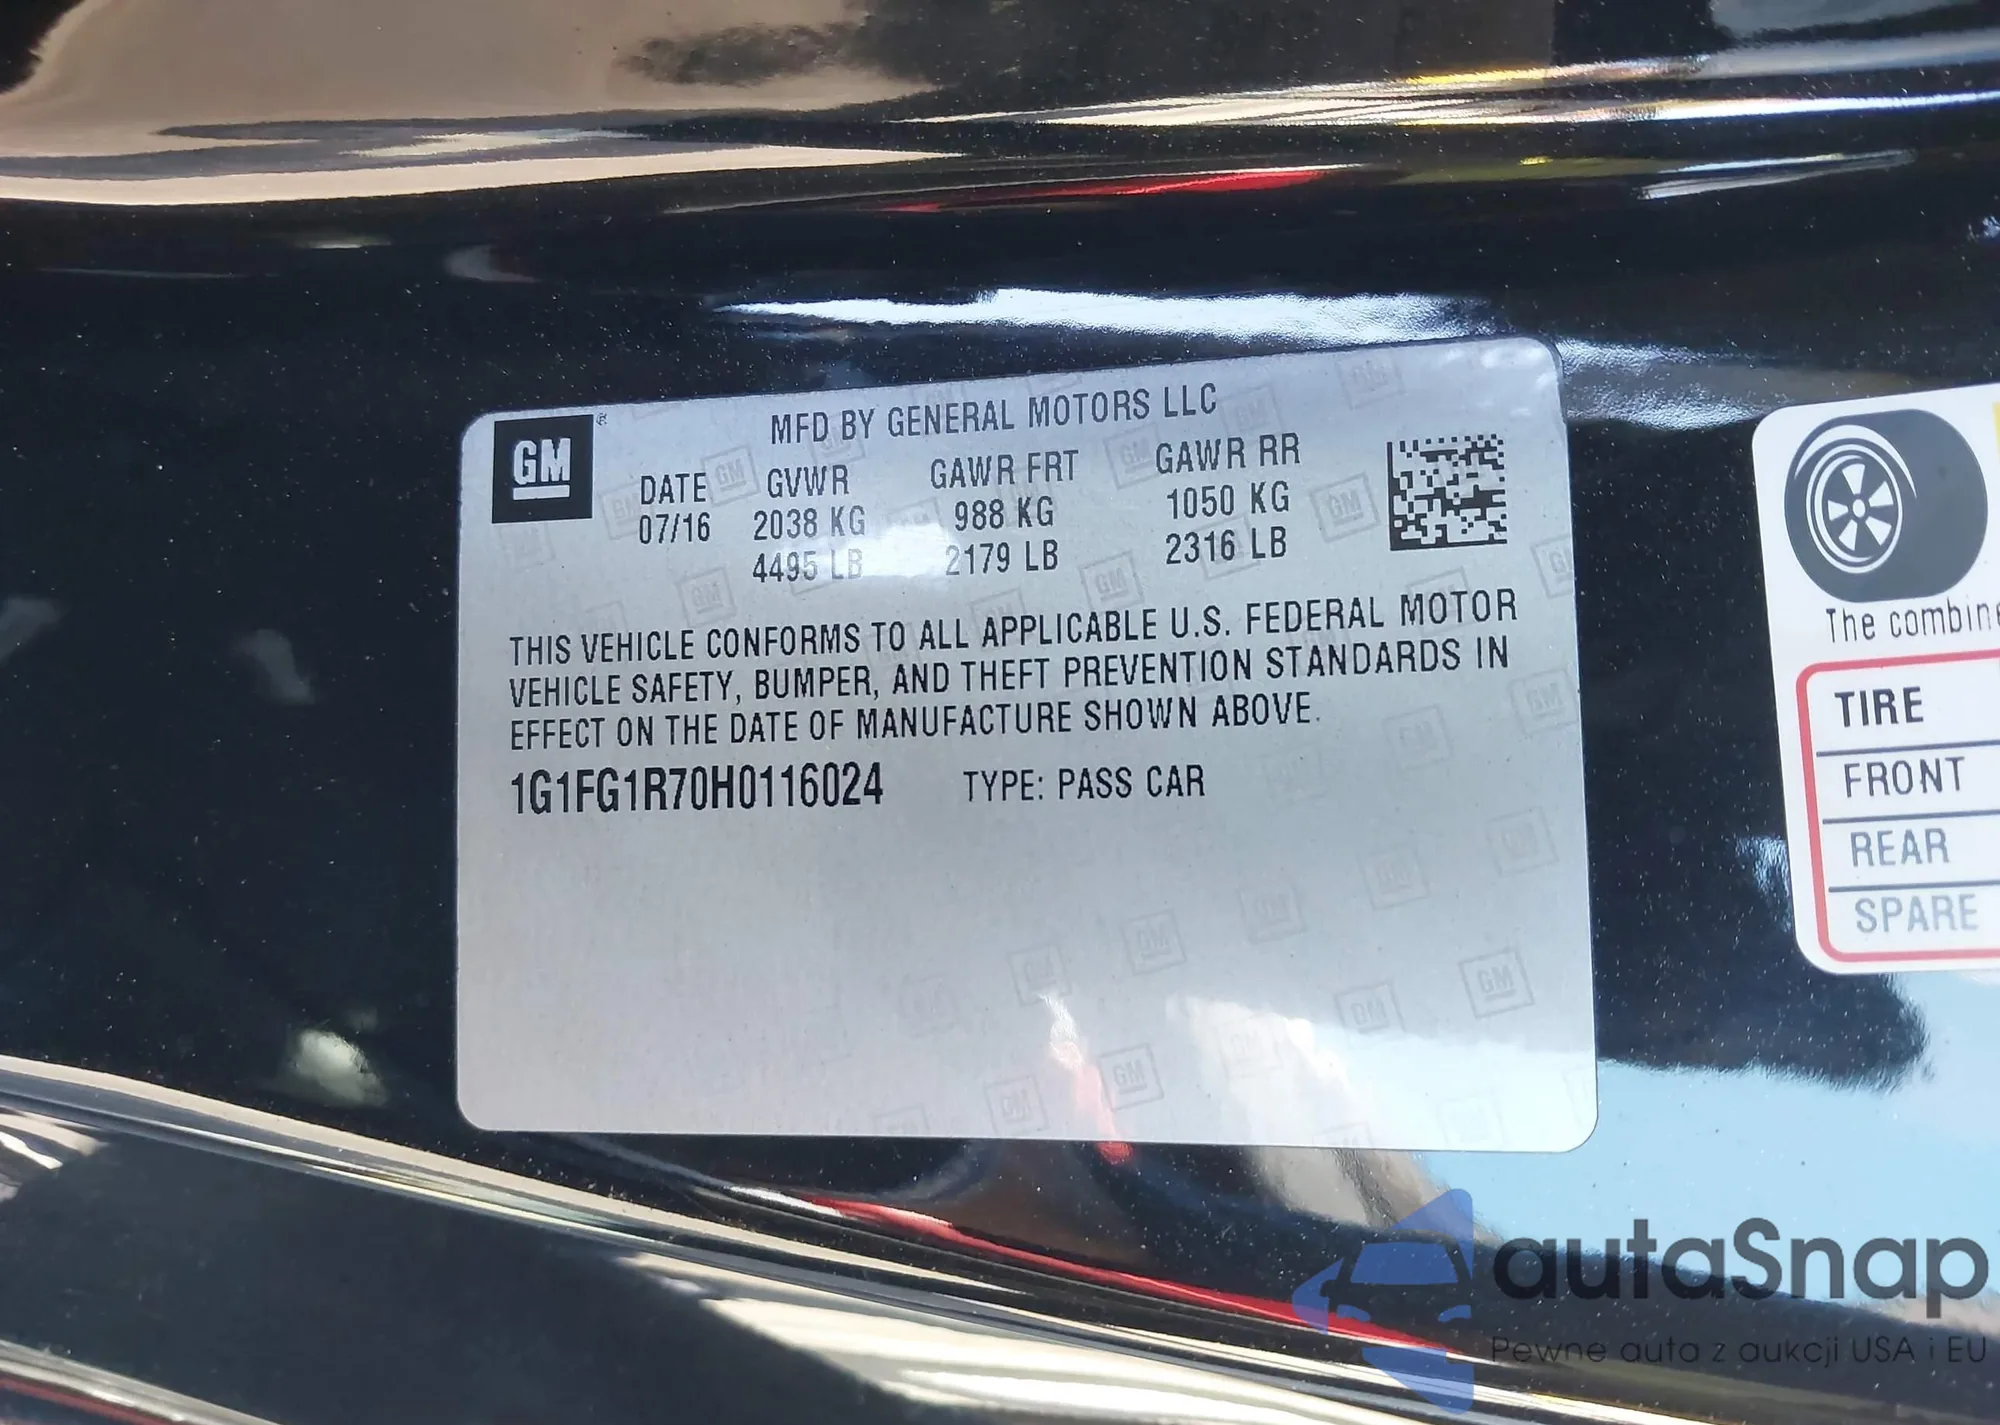 GM
MFD BY GENERAL MOTORS LLC
DATE GVWR GAWR FRT GAWR RR
07/16 2038 KG 988 KG 1050 KG
4495 LB 2179 LB 2316 LB
THIS VEHICLE CONFORMS TO ALL APPLICABLE U.S. FEDERAL MOTOR
VEHICLE SAFETY, BUMPER, AND THEFT PREVENTION STANDARDS IN
EFFECT ON THE DATE OF MANUFACTURE SHOWN ABOVE.
1G1FG1R70H0116024 TYPE: PASS CAR
The combine
TIRE
FRONT
REAR
SPARE
autaSnap
Pewne auta z aukcji USA i EU